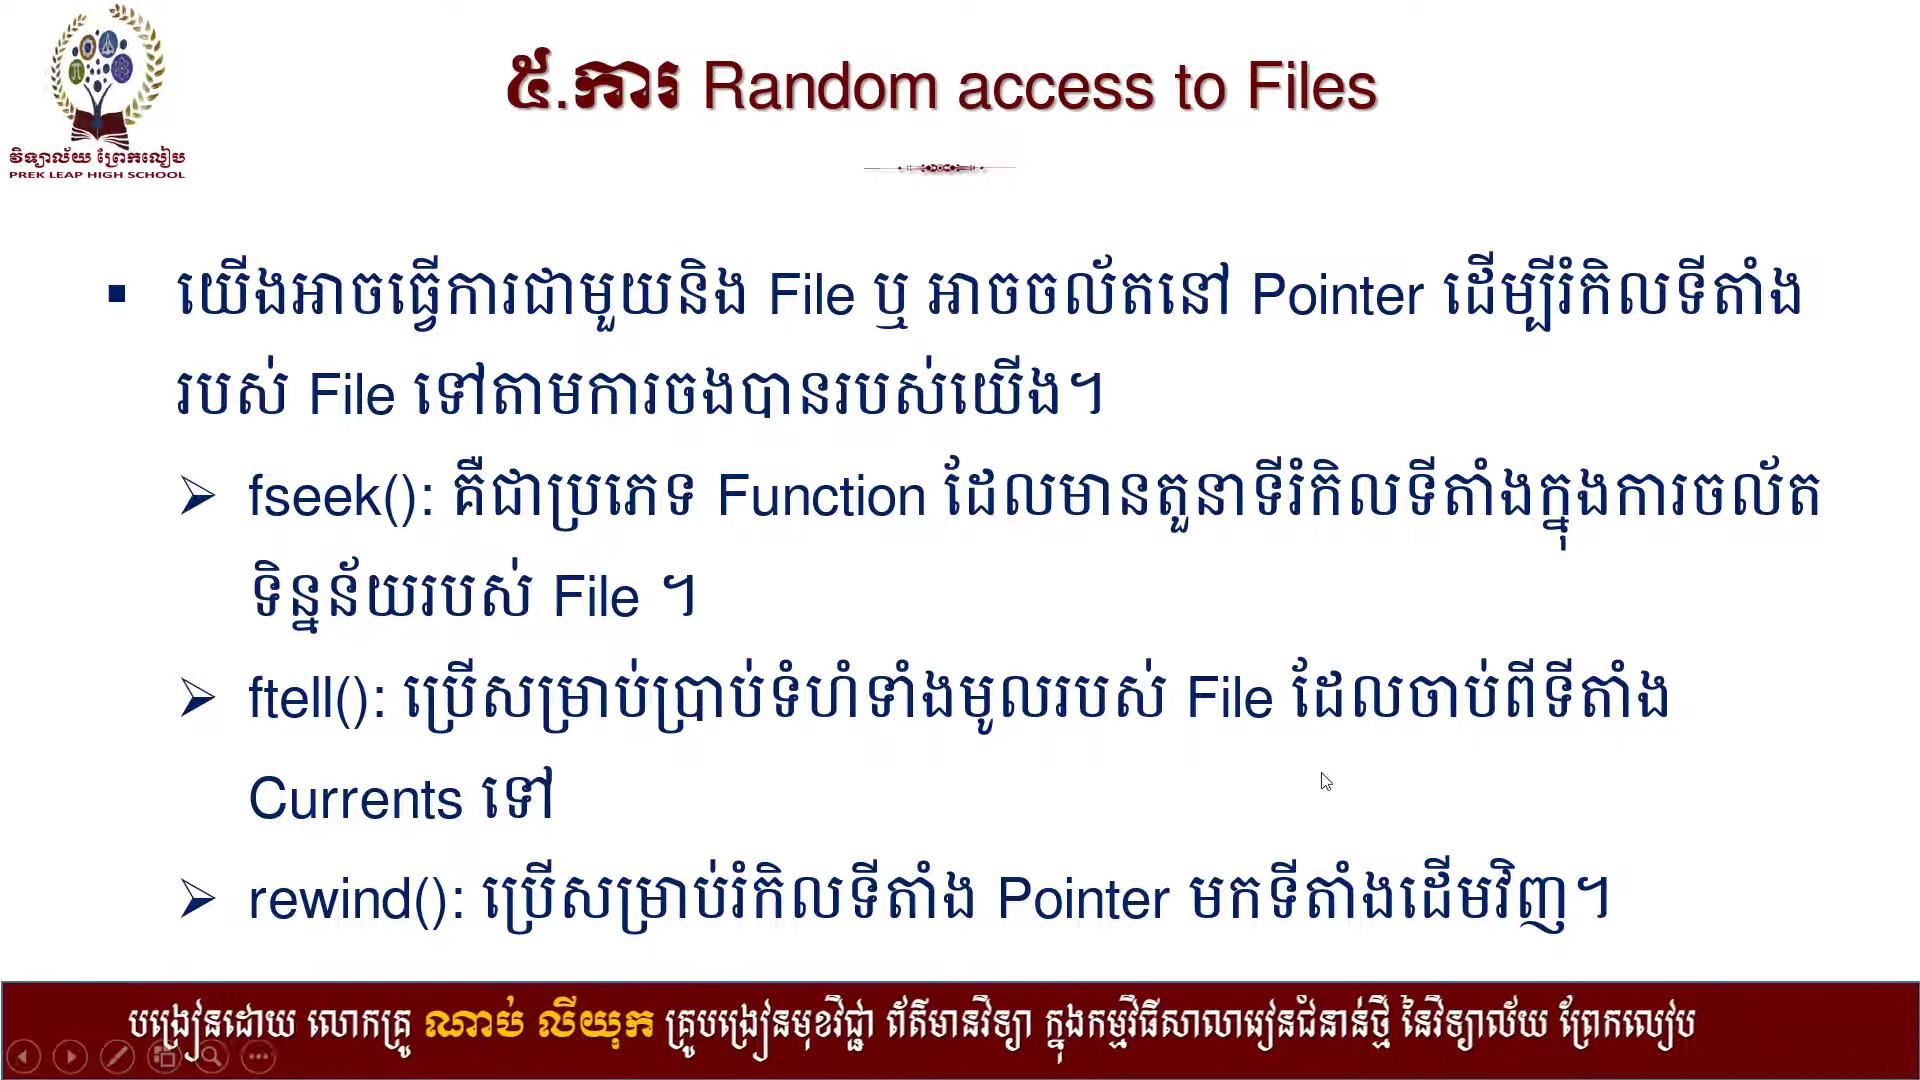 វិទ្យាល័យ ព្រែកលៀប
PREK LEAP HIGH SCHOOL
៥.ការ Random access to Files
▪ យើងអាចធ្វើការជាមួយនិង File ឬ អាចចល័តនៅ Pointer ដើម្បីរំកិលទីតាំង
របស់ File ទៅតាមការចងបានរបស់យើង។
➢ fseek(): គឺជាប្រភេទ Function ដែលមានតួនាទីរំកិលទីតាំងក្នុងការចល័ត
ទិន្នន័យរបស់ File ។
➢ ftell(): ប្រើសម្រាប់ប្រាប់ទំហំទាំងមូលរបស់ File ដែលចាប់ពីទីតាំង
Currents ទៅ
➢ rewind(): ប្រើសម្រាប់រំកិលទីតាំង Pointer មកទីតាំងដើមវិញ។
បង្រៀនដោយ លោកគ្រូ ណាប់ លីយុក គ្រូបង្រៀនមុខវិជ្ជា ព័ត៌មានវិទ្យា ក្នុងកម្មវិធីសាលារៀនជំនាន់ថ្មី នៃវិទ្យាល័យ ព្រែកលៀប